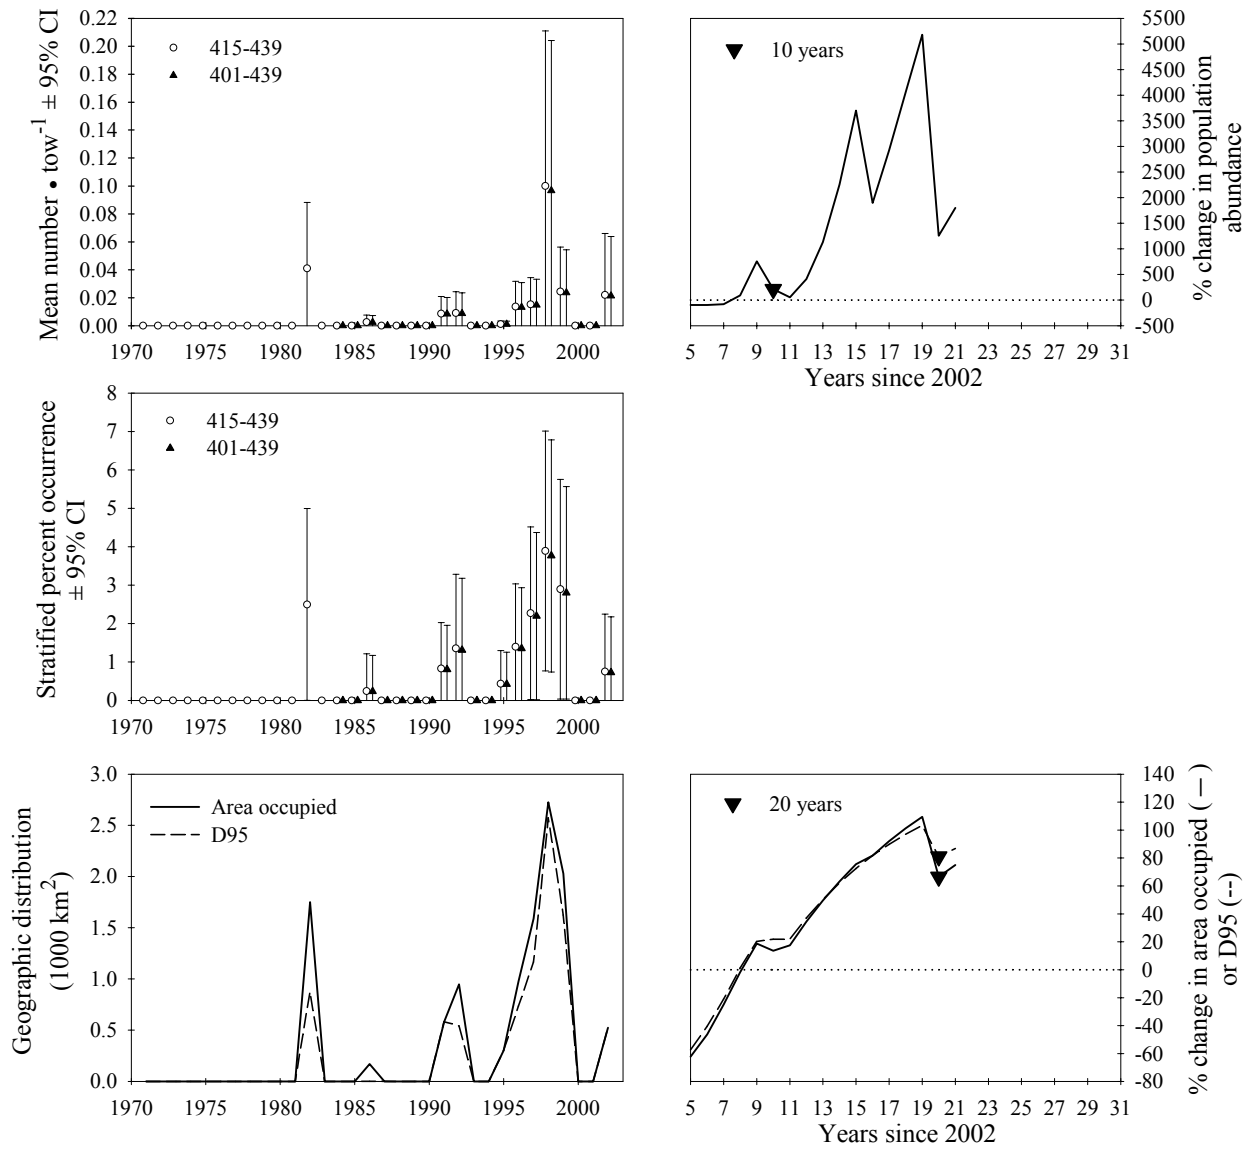 Mean number • tow-1 ± 95% CI
0.22
0.20
0.18
0.16
0.14
0.12
0.10
0.08
0.06
0.04
0.02
0.00
415-439
401-439
1970 1975 1980 1985 1990 1995 2000
10 years
5500
5000
4500
4000
3500
3000
2500
2000
1500
1000
500
0
-500
% change in population
abundance
5 7 9 11 13 15 17 19 21 23 25 27 29 31
Years since 2002
Stratified percent occurrence
± 95% CI
8
7
6
5
4
3
2
1
0
415-439
401-439
1970 1975 1980 1985 1990 1995 2000
Geographic distribution
(1000 km2)
3.0
2.5
2.0
1.5
1.0
0.5
0.0
Area occupied
D95
1970 1975 1980 1985 1990 1995 2000
20 years
140
120
100
80
60
40
20
0
-20
-40
-60
-80
% change in area occupied ( — )
or D95 (--)
5 7 9 11 13 15 17 19 21 23 25 27 29 31
Years since 2002